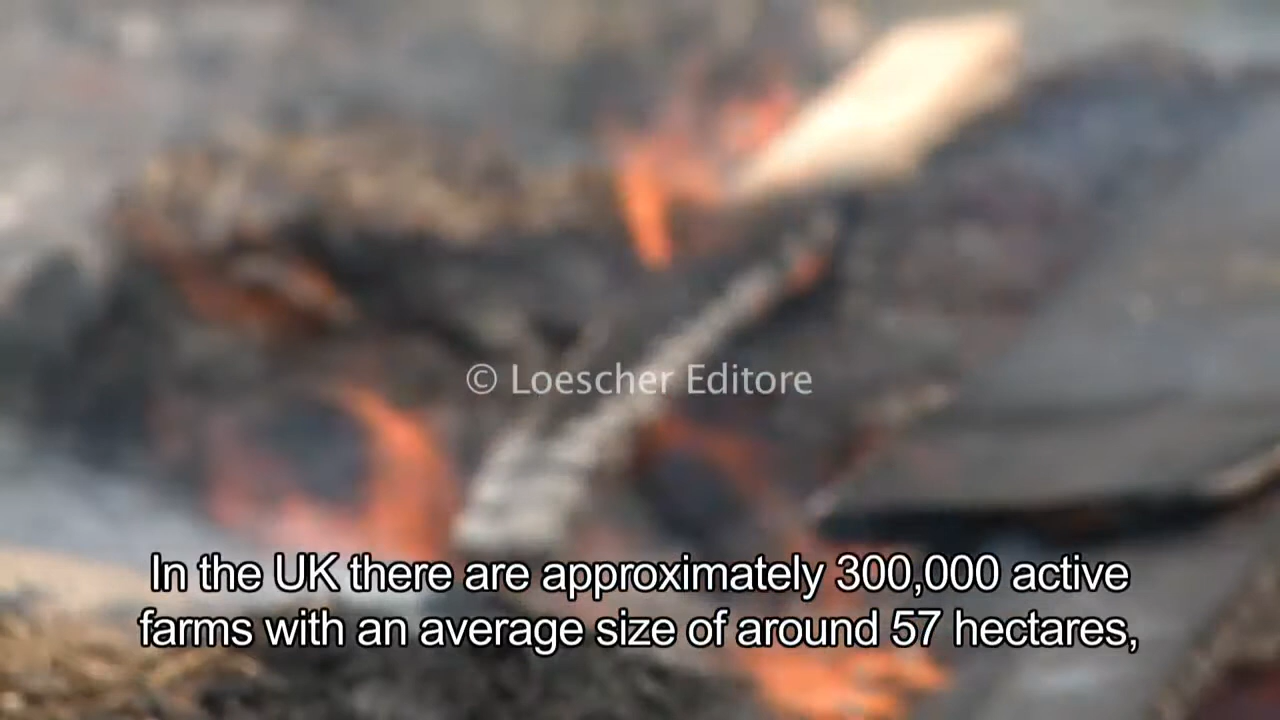 © Loescher Editore
In the UK there are approximately 300,000 active
farms with an average size of around 57 hectares,